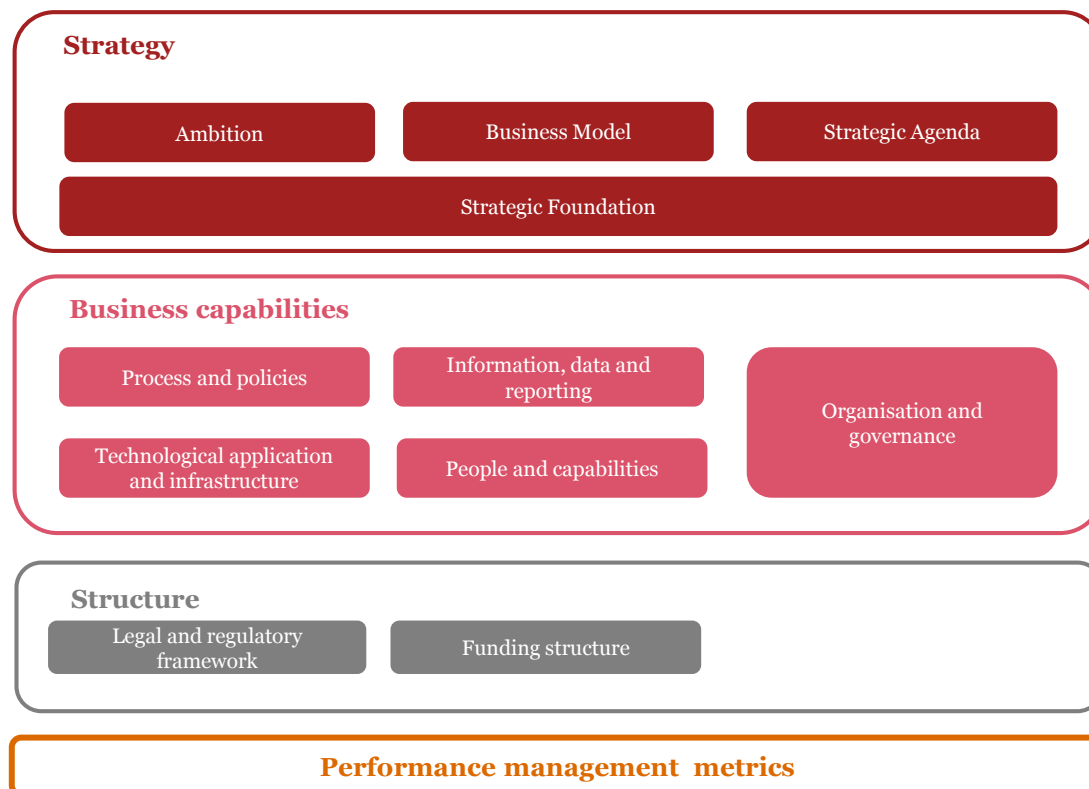 Strategy
Ambition
Business Model
Strategic Agenda
Strategic Foundation
Business capabilities
Process and policies
Information, data and
reporting
Organisation and
governance
Technological application
and infrastructure
People and capabilities
Structure
Legal and regulatory
framework
Funding structure
Performance management  metrics